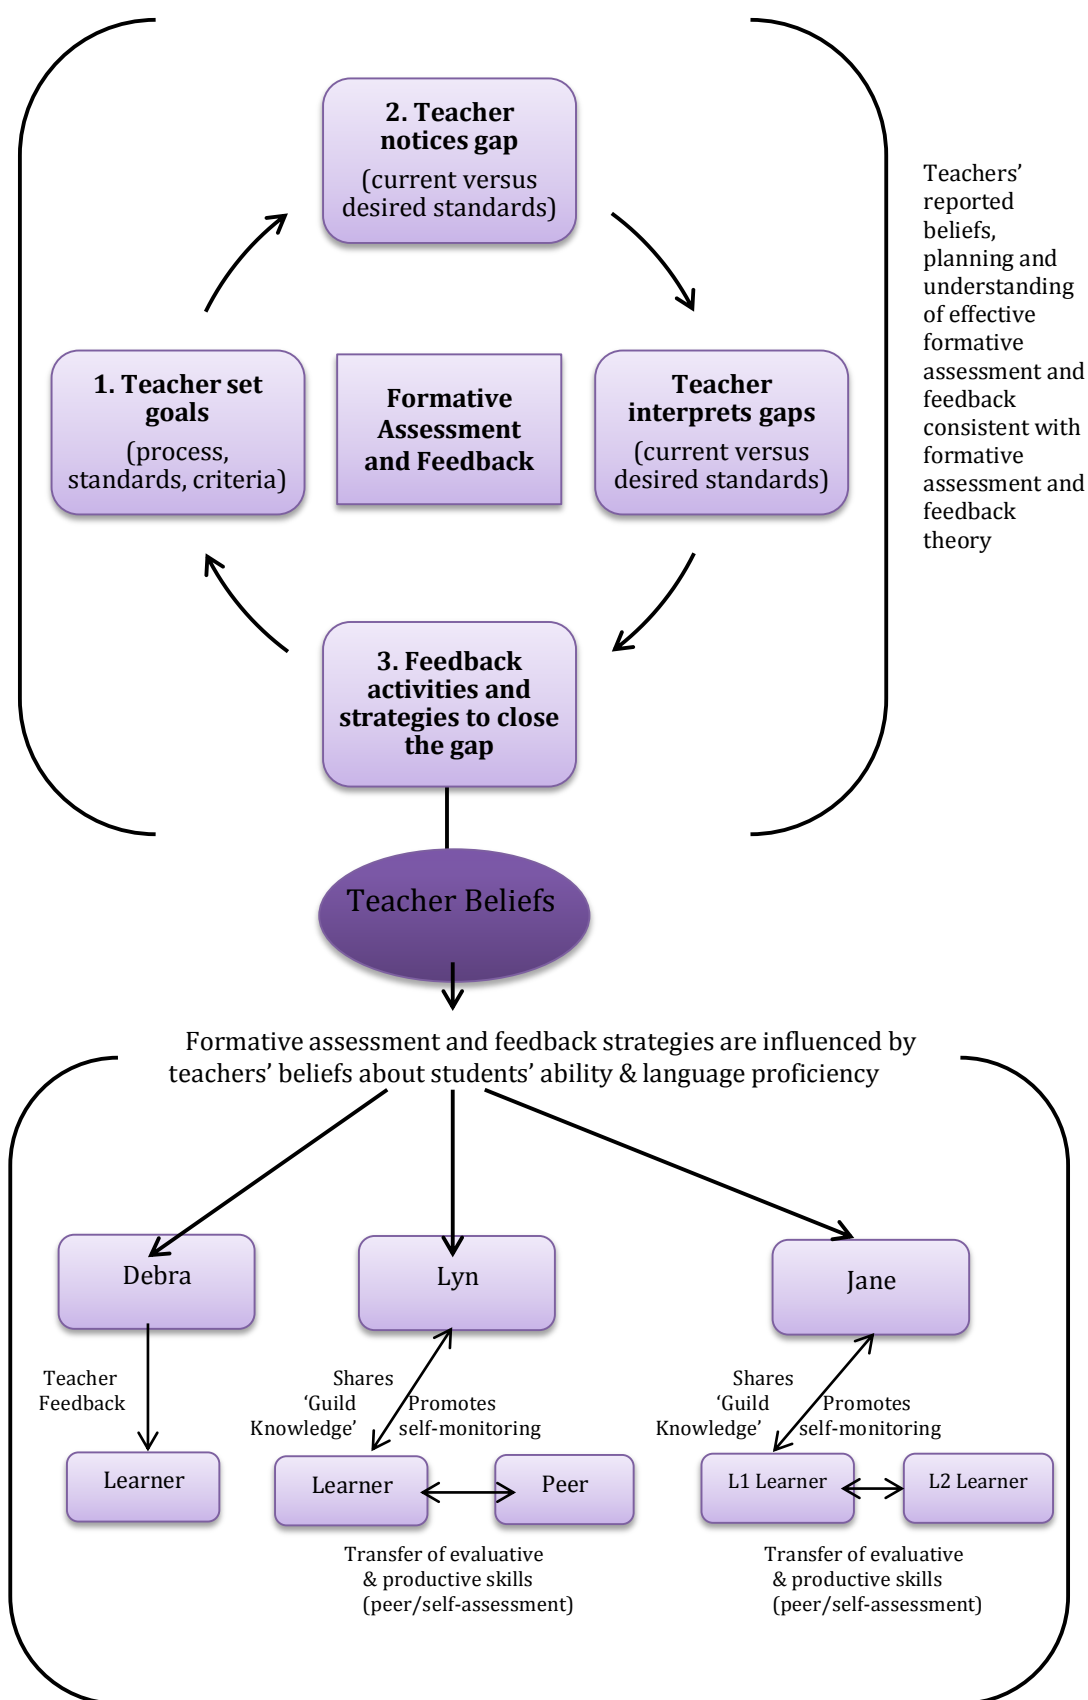 2. Teacher
notices gap
(current versus
desired standards)
Teachers’
reported
beliefs,
planning and
understanding
of effective
formative
assessment and
feedback
consistent with
formative
assessment and
feedback
theory
1. Teacher set
goals
(process,
standards, criteria)
Formative
Assessment
and Feedback
Teacher
interprets gaps
(current versus
desired standards)
3. Feedback
activities and
strategies to close
the gap
Teacher Beliefs
Formative assessment and feedback strategies are influenced by
teachers’ beliefs about students’ ability & language proficiency
Debra
Lyn
Jane
Teacher
Feedback
Shares
‘Guild
Knowledge’
Promotes
self-monitoring
Shares
‘Guild
Knowledge’
Promotes
self-monitoring
Learner
Learner
Peer
L1 Learner
L2 Learner
Transfer of evaluative
& productive skills
(peer/self-assessment)
Transfer of evaluative
& productive skills
(peer/self-assessment)